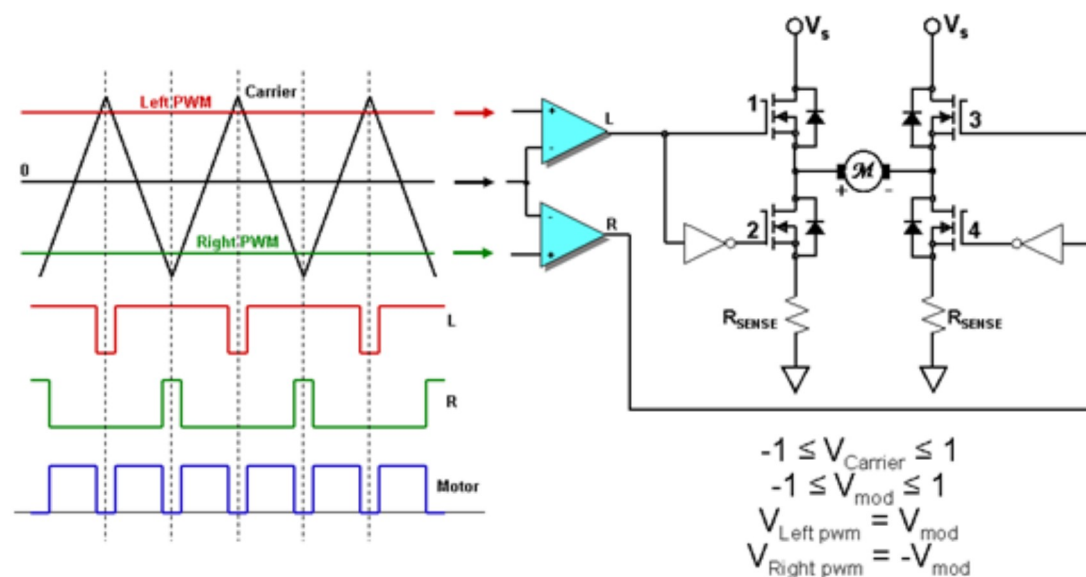 Left PWM
Carrier
0
Right PWM
L
R
Motor
+
-
L
-
+
R
Vs
Vs
1
3
M
+ -
2
4
RSENSE
RSENSE
-1 ≤ VCarrier ≤ 1
-1 ≤ Vmod ≤ 1
VLeft pwm = Vmod
VRight pwm = -Vmod